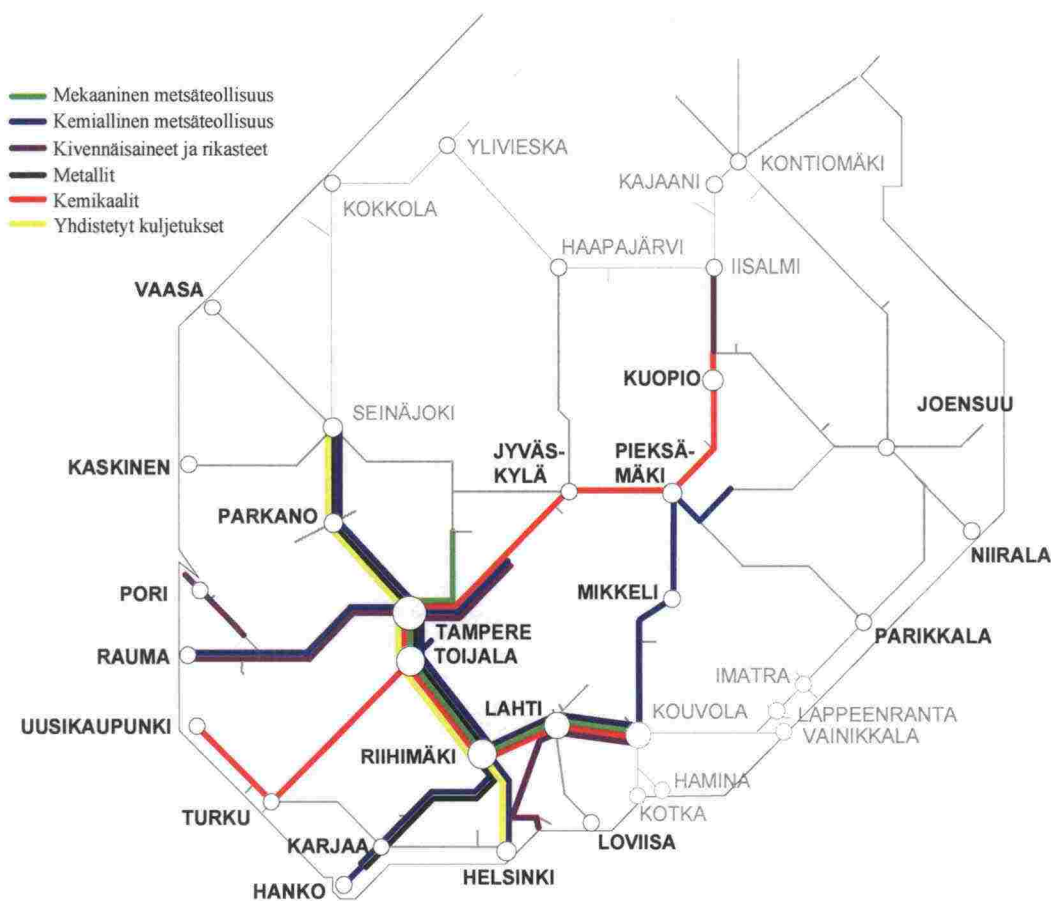 Mekaaninen metsäteollisuus
Kemiallinen metsäteollisuus
Kivennäisaineet ja rikasteet
Metallit
Kemikaalit
Yhdistetyt kuljetukset
YLIVIESKA
KONTIOMÄKI
KAJAANI
KOKKOLA
HAAPAJÄRVI
IISALMI
VAASA
KUOPIO
SEINÄJOKI
JOENSUU
KASKINEN
JYVÄS-
KYLÄ
PIEKSÄ-
MÄKI
PARKANO
NIIRALA
PORI
MIKKELI
TAMPERE
PARIKKALA
RAUMA
TOIJALA
IMATRA
LAHTI
KOUVOLA
LAPPEENRANTA
UUSIKAUPUNKI
VAINIKKALA
RIIHIMÄKI
HAMINA
TURKU
KOTKA
KARJAA
LOVIISA
HELSINKI
HANKO